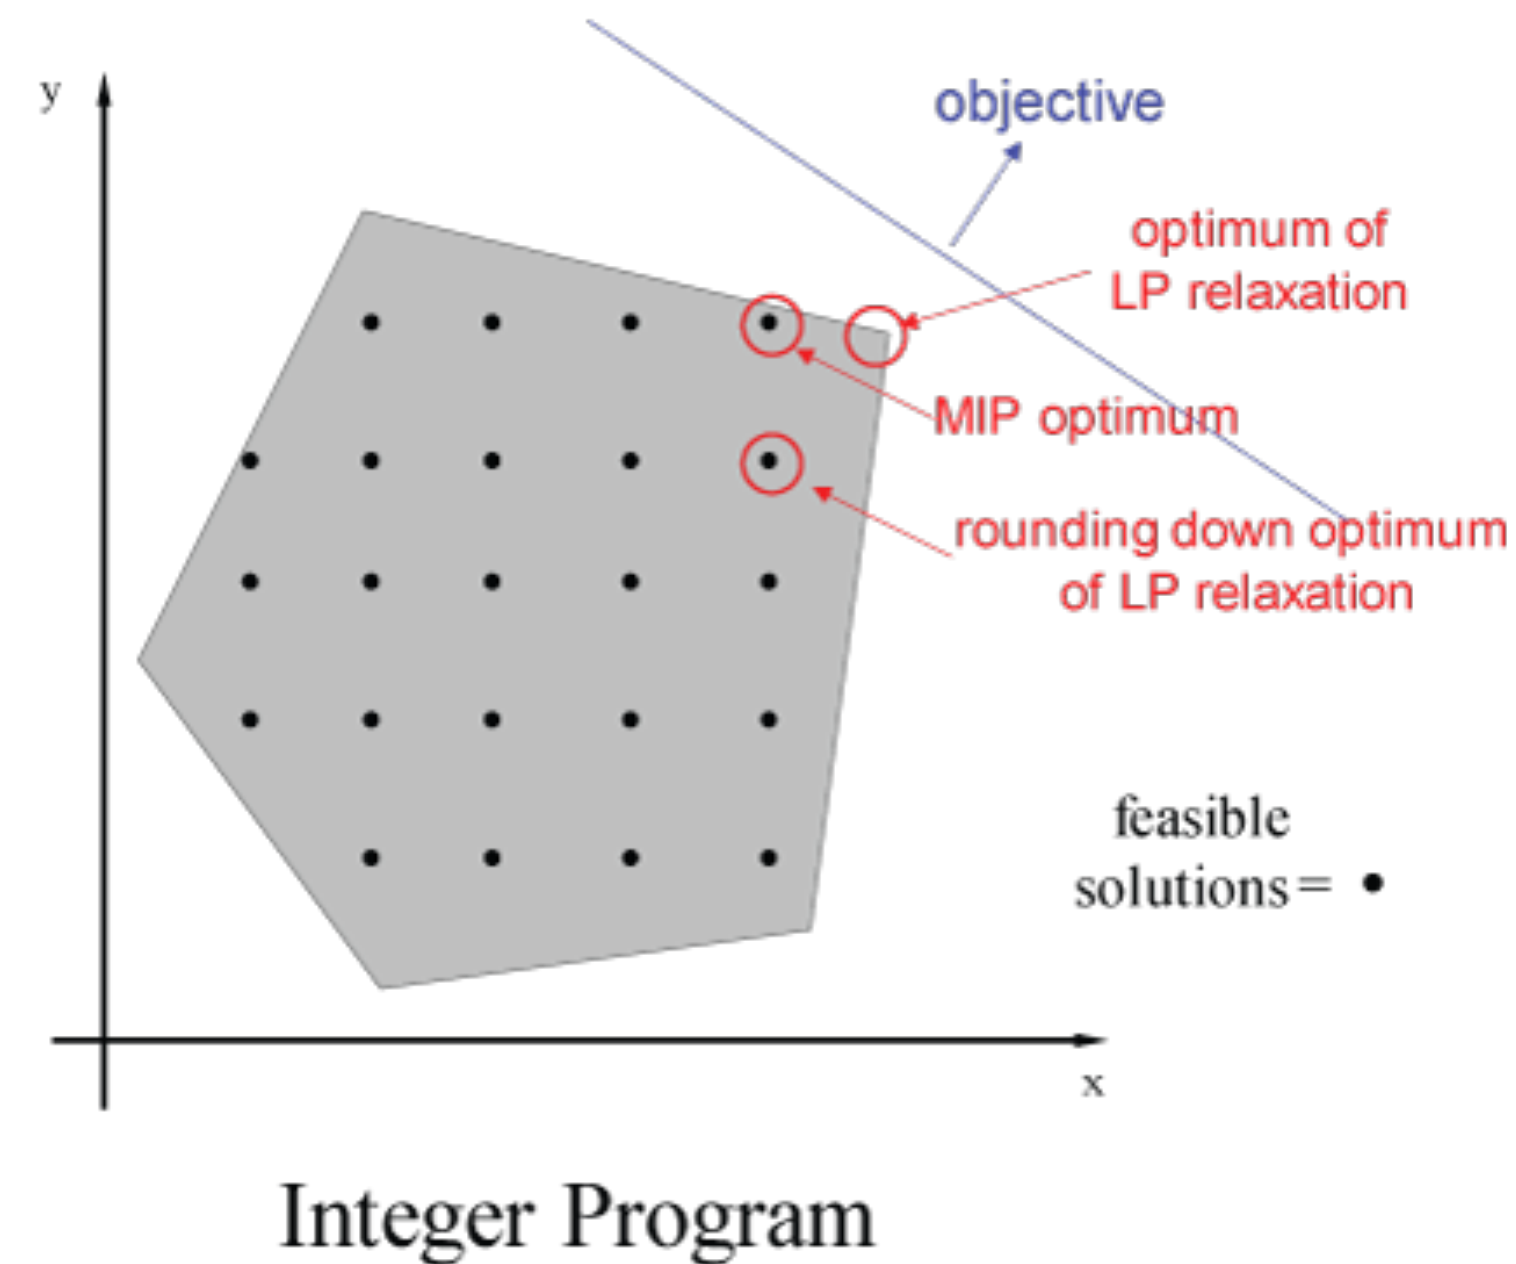 y
objective
optimum of
LP relaxation
MIP optimum
rounding down optimum
of LP relaxation
feasible
solutions = •
x
Integer Program